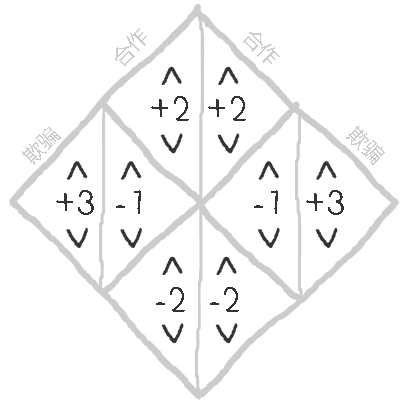 合作 合作
+2 +2
欺骗 欺骗
+3 -1 -1 +3
-2 -2